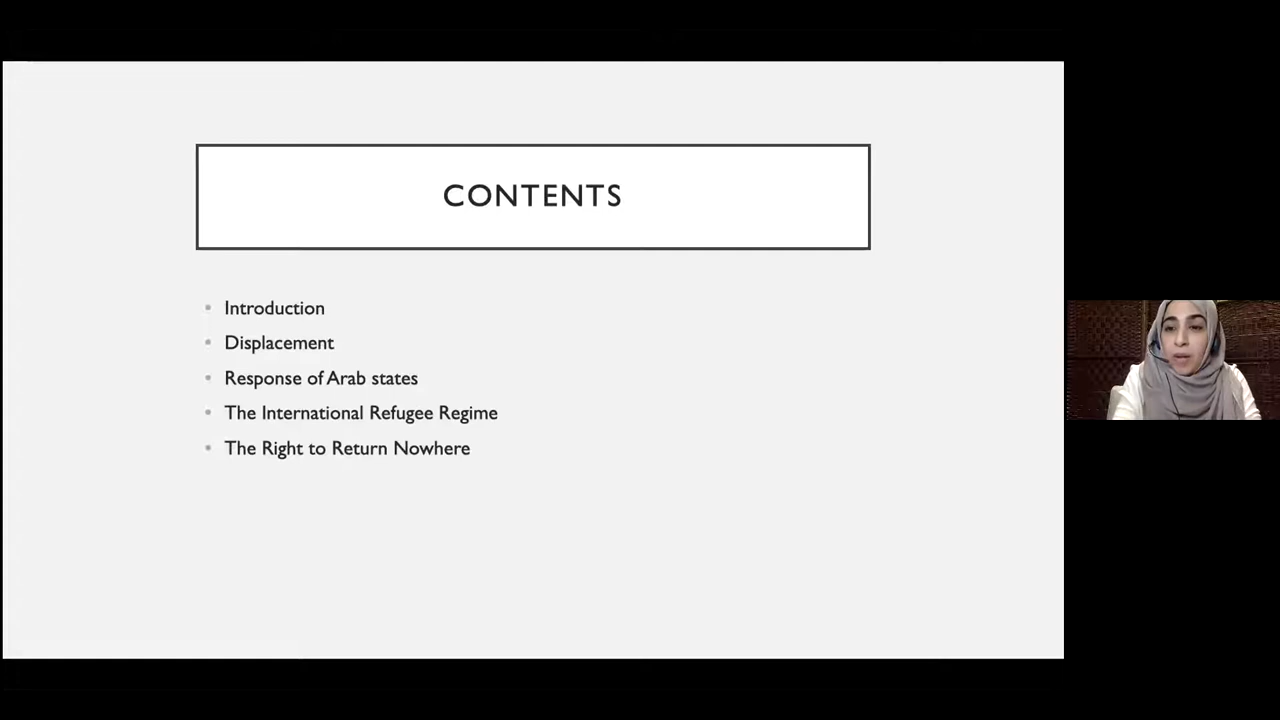 CONTENTS
Introduction
Displacement
Response of Arab states
The International Refugee Regime
The Right to Return Nowhere